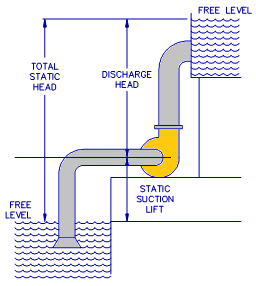 FREE LEVEL
TOTAL
STATIC
HEAD
DISCHARGE
HEAD
STATIC
SUCTION
LIFT
FREE
LEVEL